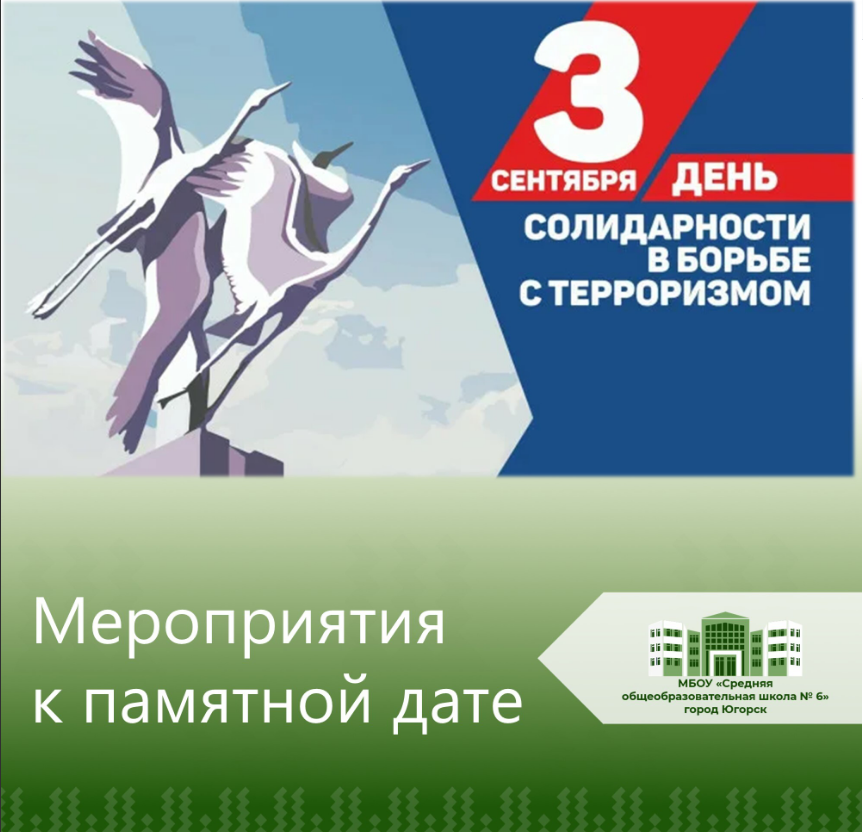 3
СЕНТЯБРЯ
ДЕНЬ
СОЛИДАРНОСТИ
В БОРЬБЕ
С ТЕРРОРИЗМОМ
Мероприятия
к памятной дате
МБОУ «Средняя
общеобразовательная школа № 6»
город Югорск